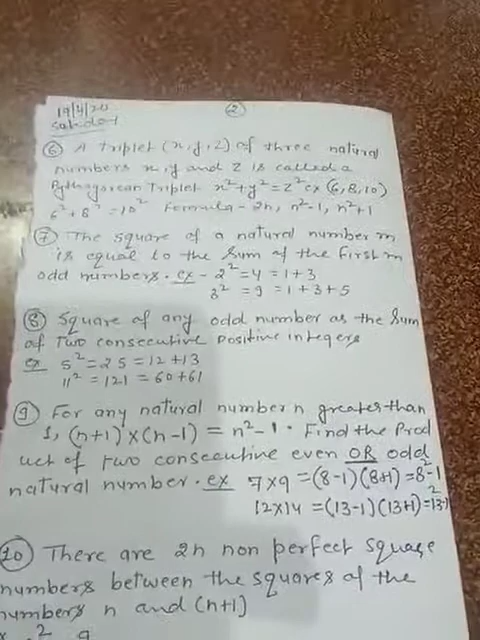 19/4/20 ②
Saturday
⑥ A triplet (x, y, z) of three natural
numbers x, y and z is called a
Pythagorean Triplet x²+y²=z² ex (6,8,10)
6²+8²=10² Formula - 2n, n²-1, n²+1
⑦ The square of a natural number n
is equal to the sum of the first n
odd numbers. ex - 2²=4=1+3
3²=9=1+3+5
⑧ Square of any odd number as the sum
of two consecutive positive integers
ex 5²=25=12+13
11²=121=60+61
⑨ For any natural number n greater than
1, (n+1)×(n-1)=n²-1. Find the Prod
uct of two consecutive even OR odd
natural number. ex 7×9=(8-1)(8+1)=8²-1
12×14=(13-1)(13+1)=13²-1
⑩ There are 2n non perfect square
numbers between the squares of the
numbers n and (n+1)